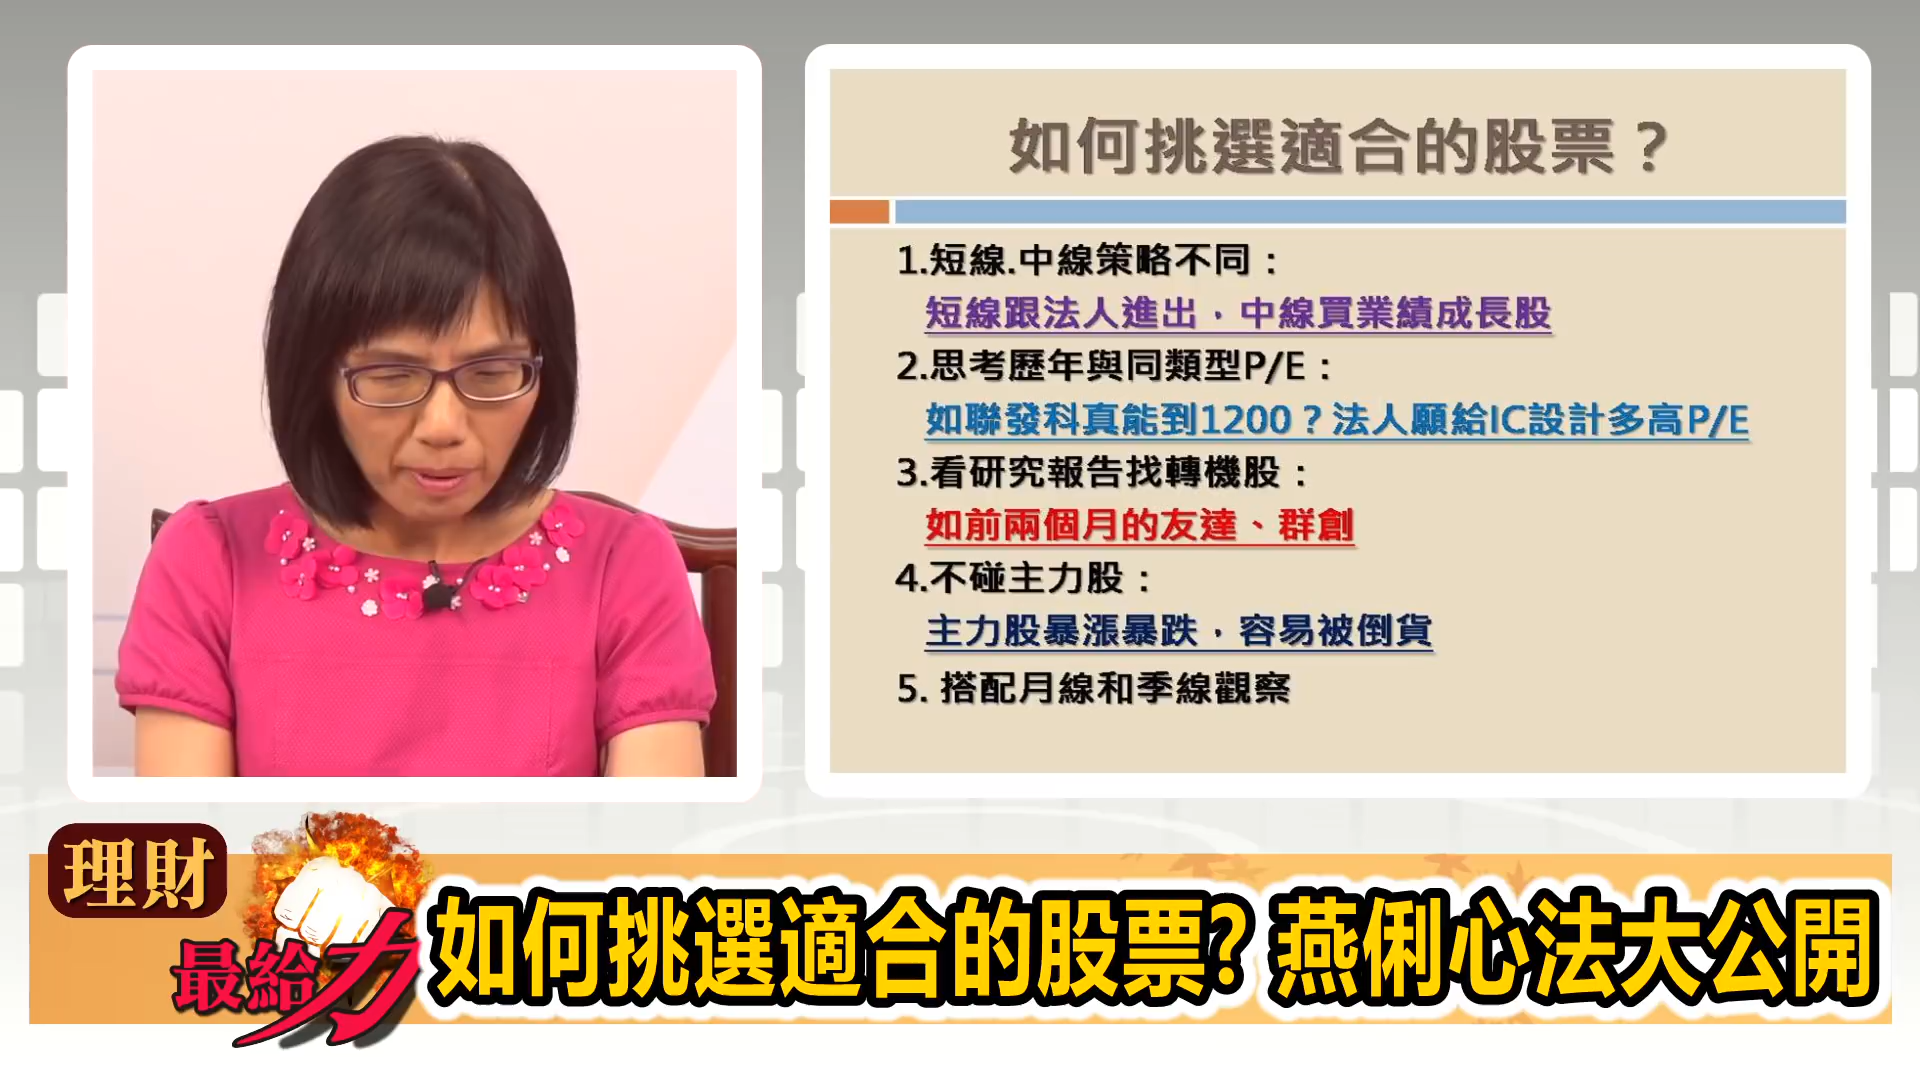 如何挑選適合的股票？
1.短線.中線策略不同：
短線跟法人進出，中線買業績成長股
2.思考歷年與同類型P/E：
如聯發科真能到1200？法人願給IC設計多高P/E
3.看研究報告找轉機股：
如前兩個月的友達、群創
4.不碰主力股：
主力股暴漲暴跌，容易被倒貨
5. 搭配月線和季線觀察
理財
最給力
如何挑選適合的股票? 燕俐心法大公開